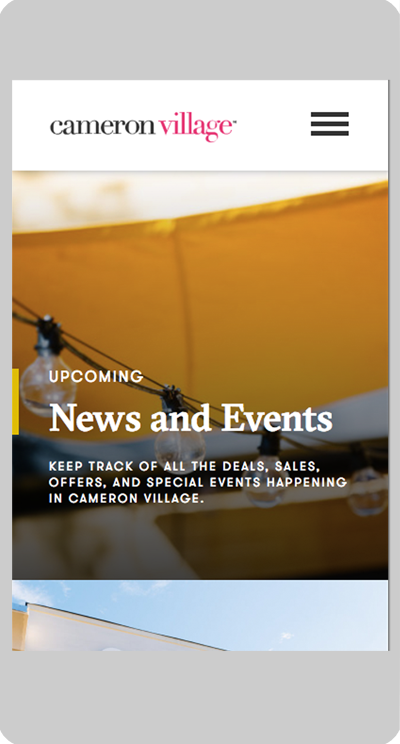 cameron village
UPCOMING
News and Events
KEEP TRACK OF ALL THE DEALS, SALES,
OFFERS, AND SPECIAL EVENTS HAPPENING
IN CAMERON VILLAGE.